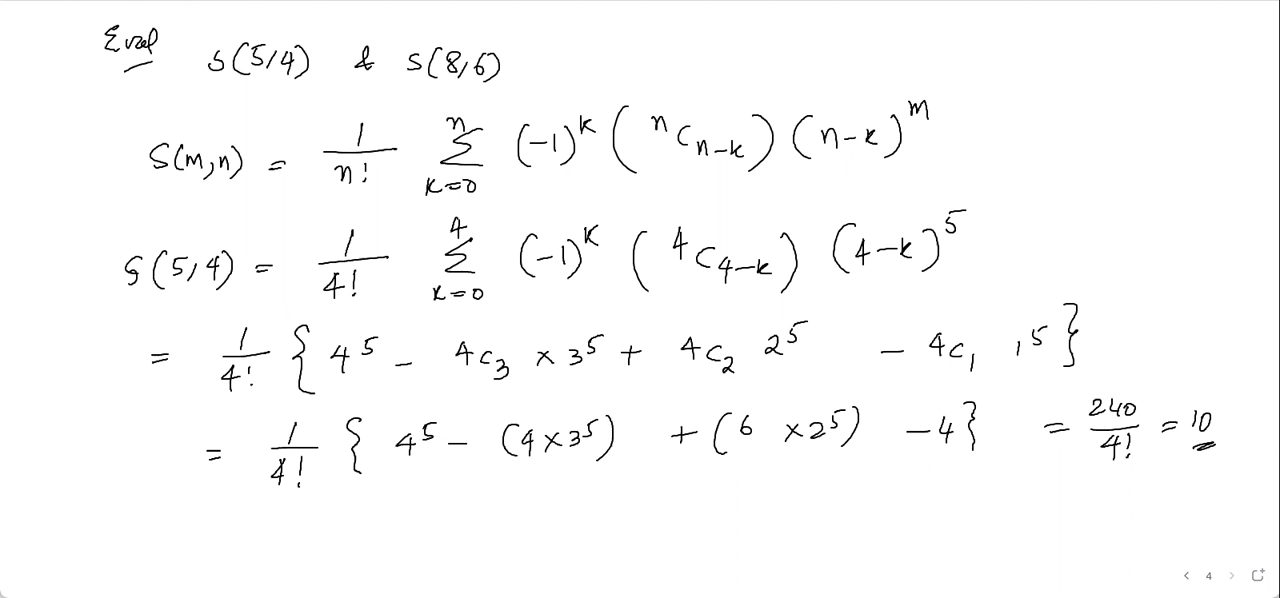 Eval S(5,4) & S(8,6)
S(m,n) = 1/n! Σ_{k=0}^{n} (-1)^k (ⁿC_{n-k}) (n-k)^m
S(5,4) = 1/4! Σ_{k=0}^{4} (-1)^k (⁴C_{4-k}) (4-k)^5
= 1/4! { 4^5 - 4C_3 × 3^5 + 4C_2 2^5 - 4C_1 1^5 }
= 1/4! { 4^5 - (4×3^5) + (6 ×2^5) - 4 } = 240/4! = 10
< 4 >